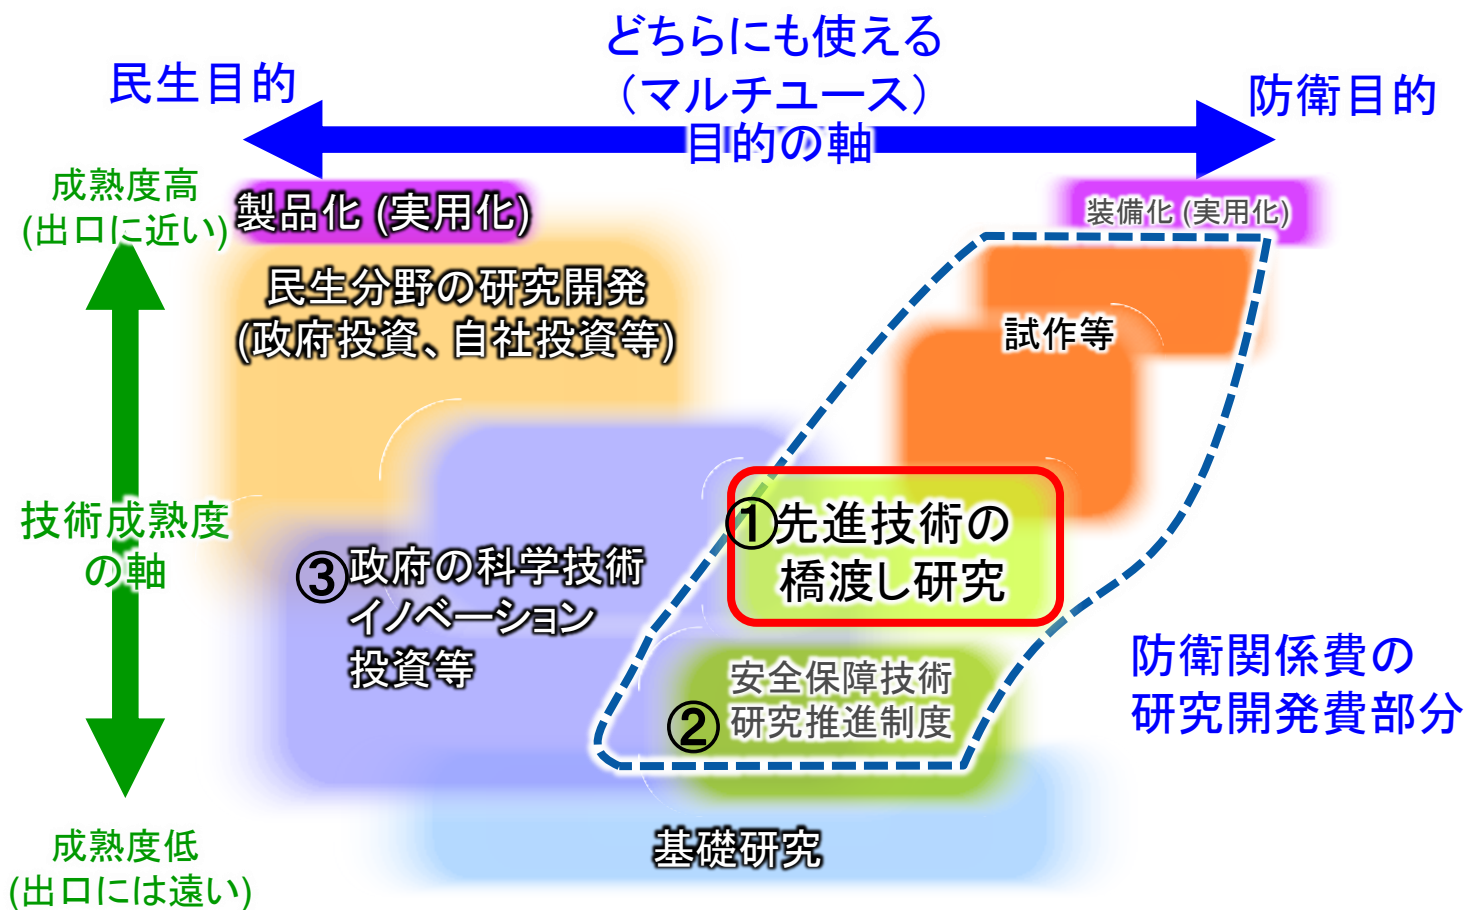 どちらにも使える
(マルチユース)
目的の軸
民生目的
防衛目的
成熟度高
(出口に近い)
製品化 (実用化)
装備化 (実用化)
民生分野の研究開発
(政府投資、自社投資等)
試作等
技術成熟度
の軸
①先進技術の
橋渡し研究
③政府の科学技術
イノベーション
投資等
②安全保障技術
研究推進制度
防衛関係費の
研究開発費部分
基礎研究
成熟度低
(出口には遠い)